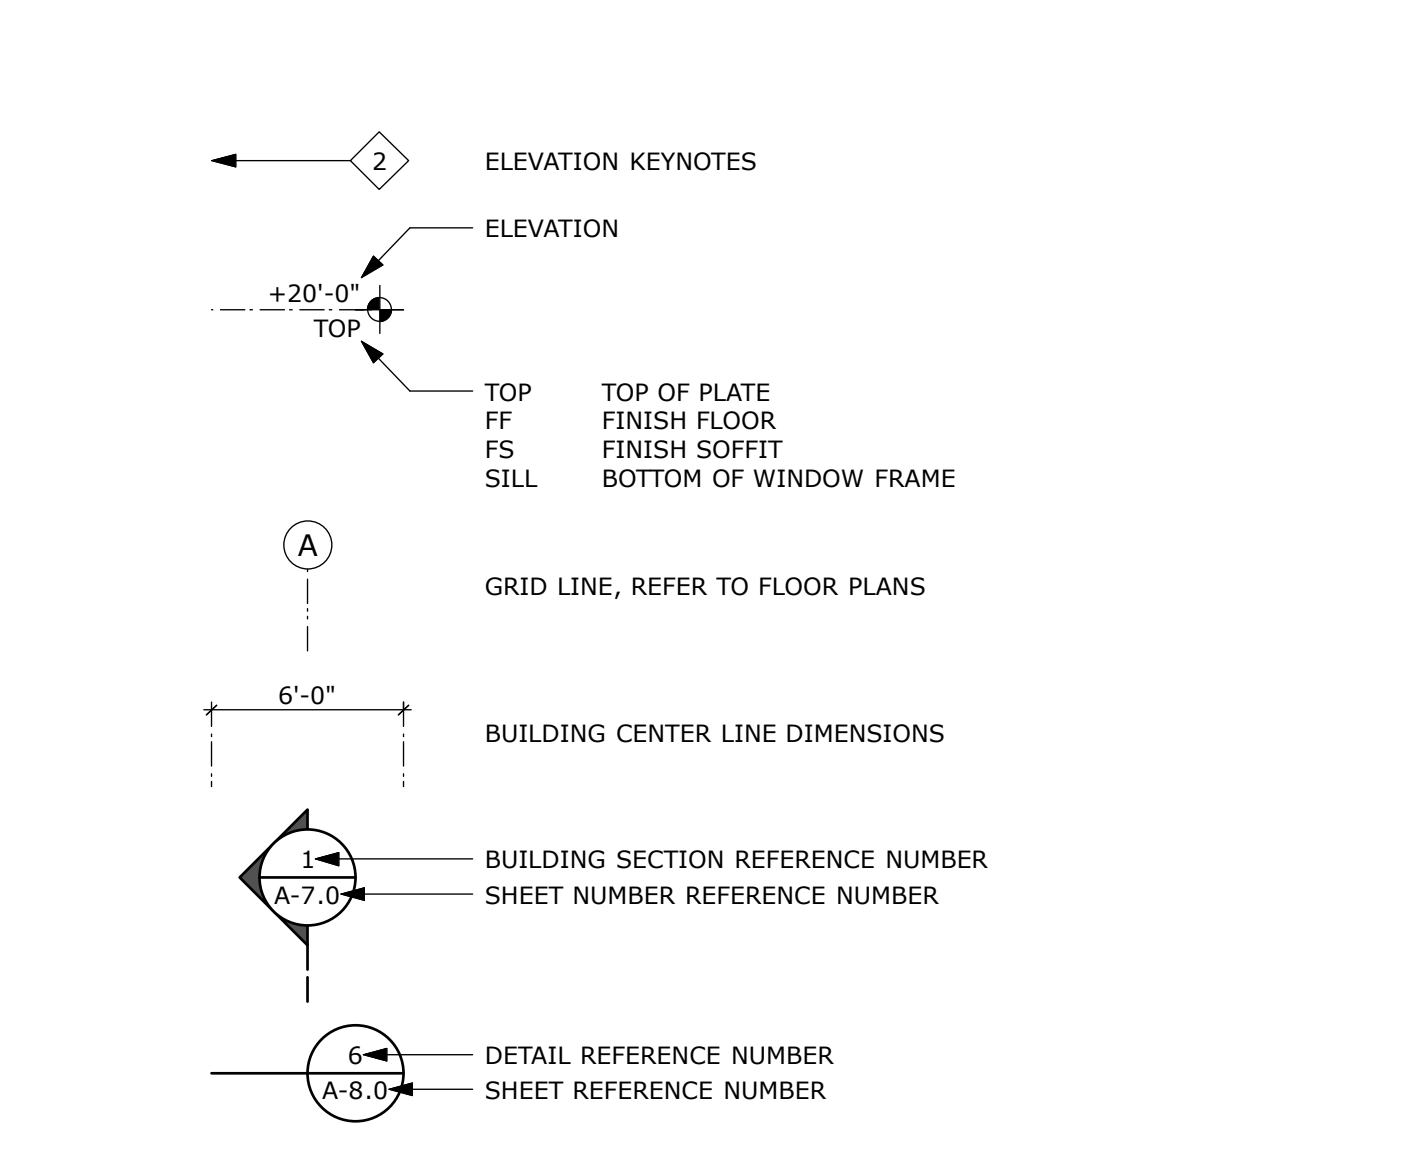 2 ELEVATION KEYNOTES
ELEVATION
+20'-0"
TOP
TOP TOP OF PLATE
FF FINISH FLOOR
FS FINISH SOFFIT
SILL BOTTOM OF WINDOW FRAME
A
GRID LINE, REFER TO FLOOR PLANS
6'-0"
BUILDING CENTER LINE DIMENSIONS
1 BUILDING SECTION REFERENCE NUMBER
A-7.0 SHEET NUMBER REFERENCE NUMBER
6 DETAIL REFERENCE NUMBER
A-8.0 SHEET REFERENCE NUMBER